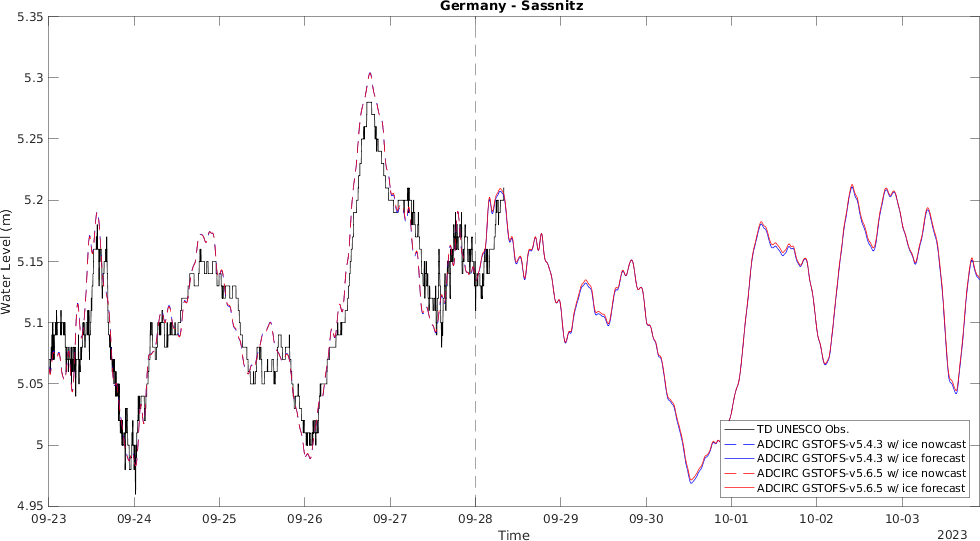 Germany - Sassnitz
5.35
5.3
5.25
5.2
5.15
5.1
5.05
5
4.95
Water Level (m)
TD UNESCO Obs.
ADCIRC GSTOFS-v5.4.3 w/ ice nowcast
ADCIRC GSTOFS-v5.4.3 w/ ice forecast
ADCIRC GSTOFS-v5.6.5 w/ ice nowcast
ADCIRC GSTOFS-v5.6.5 w/ ice forecast
09-23 09-24 09-25 09-26 09-27 09-28 09-29 09-30 10-01 10-02 10-03
Time
2023